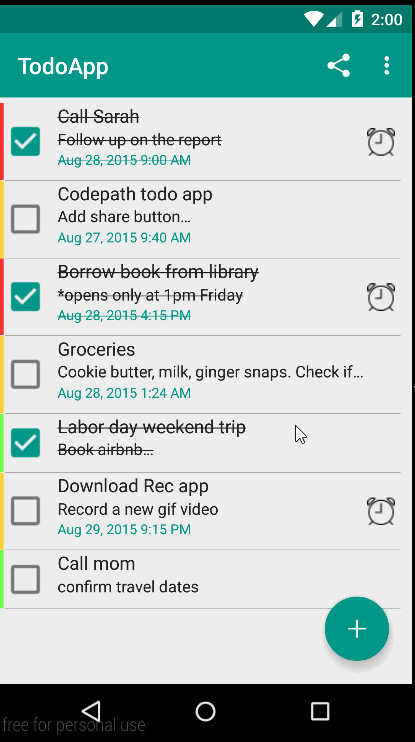 2:00
TodoApp
Call Sarah
Follow up on the report
Aug 28, 2015 9:00 AM
Codepath todo app
Add share button...
Aug 27, 2015 9:40 AM
Borrow book from library
*opens only at 1pm Friday
Aug 28, 2015 4:15 PM
Groceries
Cookie butter, milk, ginger snaps. Check if...
Aug 28, 2015 1:24 AM
Labor day weekend trip
Book airbnb...
Download Rec app
Record a new gif video
Aug 29, 2015 9:15 PM
Call mom
confirm travel dates
free for personal use